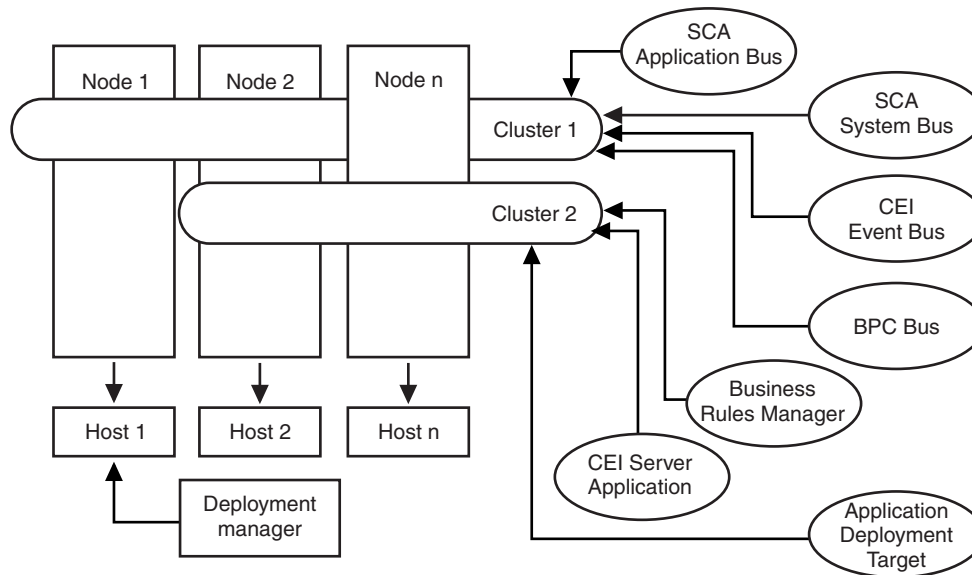 SCA
Application Bus
Node 1
Node 2
Node n
SCA
System Bus
Cluster 1
CEI
Event Bus
Cluster 2
BPC Bus
Business
Rules Manager
Host 1
Host 2
Host n
CEI Server
Application
Deployment
manager
Application
Deployment
Target